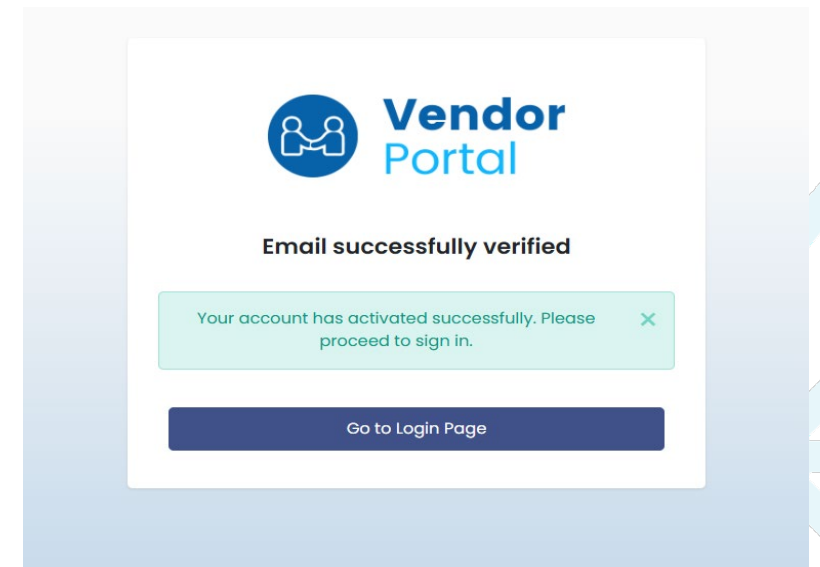 Vendor
Portal
Email successfully verified
Your account has activated successfully. Please
proceed to sign in.
Go to Login Page